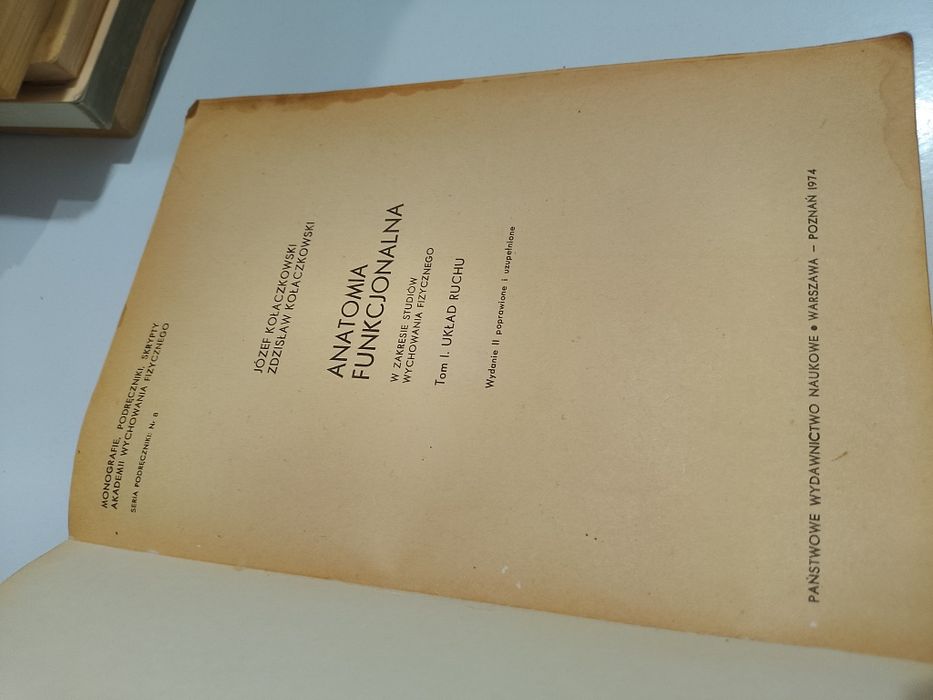 MONOGRAFIE, PODRĘCZNIKI, SKRYPTY
AKADEMII WYCHOWANIA FIZYCZNEGO
SERIA PODRĘCZNIKI: Nr 8
JÓZEF KOŁACZKOWSKI
ZDZISŁAW KOŁACZKOWSKI
ANATOMIA
FUNKCJONALNA
W ZAKRESIE STUDIÓW
WYCHOWANIA FIZYCZNEGO
Tom I. UKŁAD RUCHU
Wydanie II poprawione i uzupełnione
PAŃSTWOWE WYDAWNICTWO NAUKOWE • WARSZAWA – POZNAŃ 1974